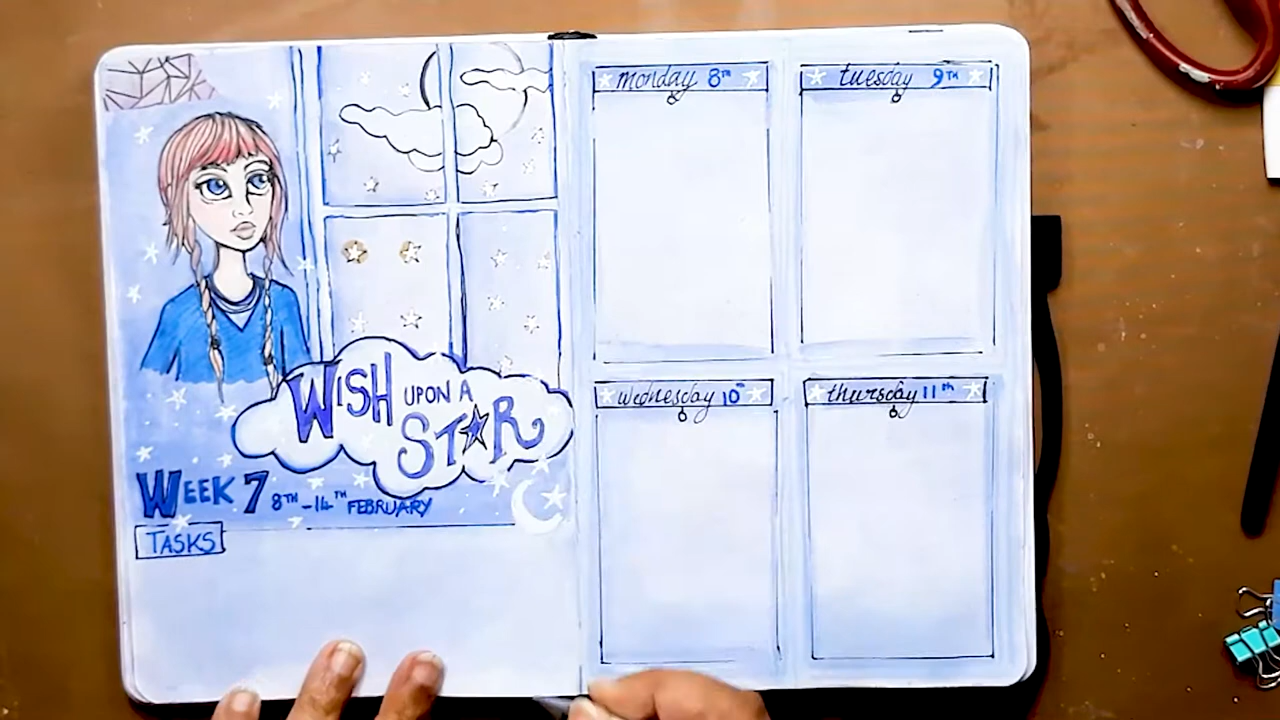 WISH UPON A
STAR
WEEK 7 8TH - 14TH FEBRUARY
TASKS
monday 8TH
tuesday 9TH
wednesday 10th
thursday 11th